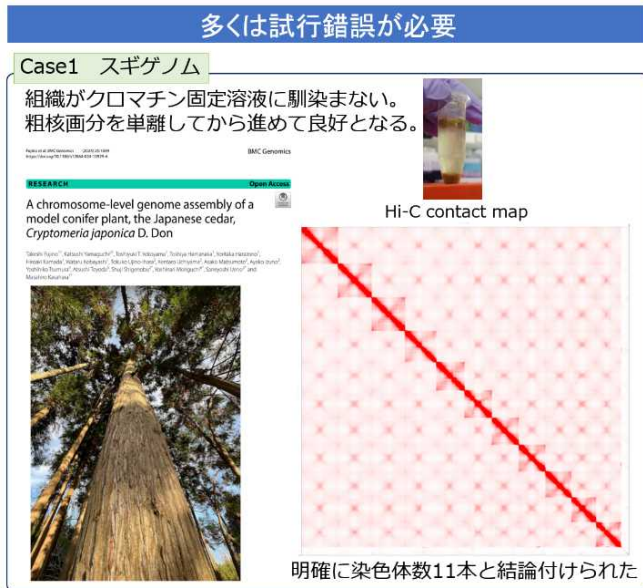 多くは試行錯誤が必要
Case1 スギゲノム
組織がクロマチン固定溶液に馴染まない。
粗核画分を単離してから進めて良好となる。
BMC Genomics
RESEARCH
Open Access
A chromosome-level genome assembly of a
model conifer plant, the Japanese cedar,
Cryptomeria japonica D. Don
Hi-C contact map
明確に染色体数11本と結論付けられた